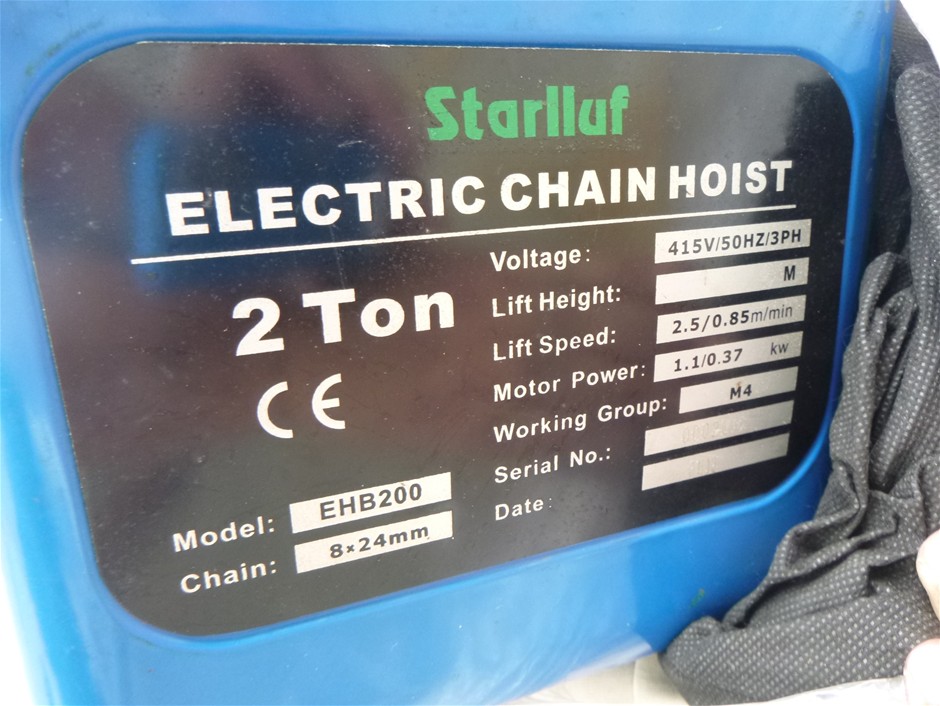 Starlluf
ELECTRIC CHAIN HOIST
2 Ton
CE
Model: EHB200
Chain: 8×24mm
Voltage: 415V/50HZ/3PH
Lift Height: M
Lift Speed: 2.5/0.85m/min
Motor Power: 1.1/0.37 kw
Working Group: M4
Serial No.:
Date: